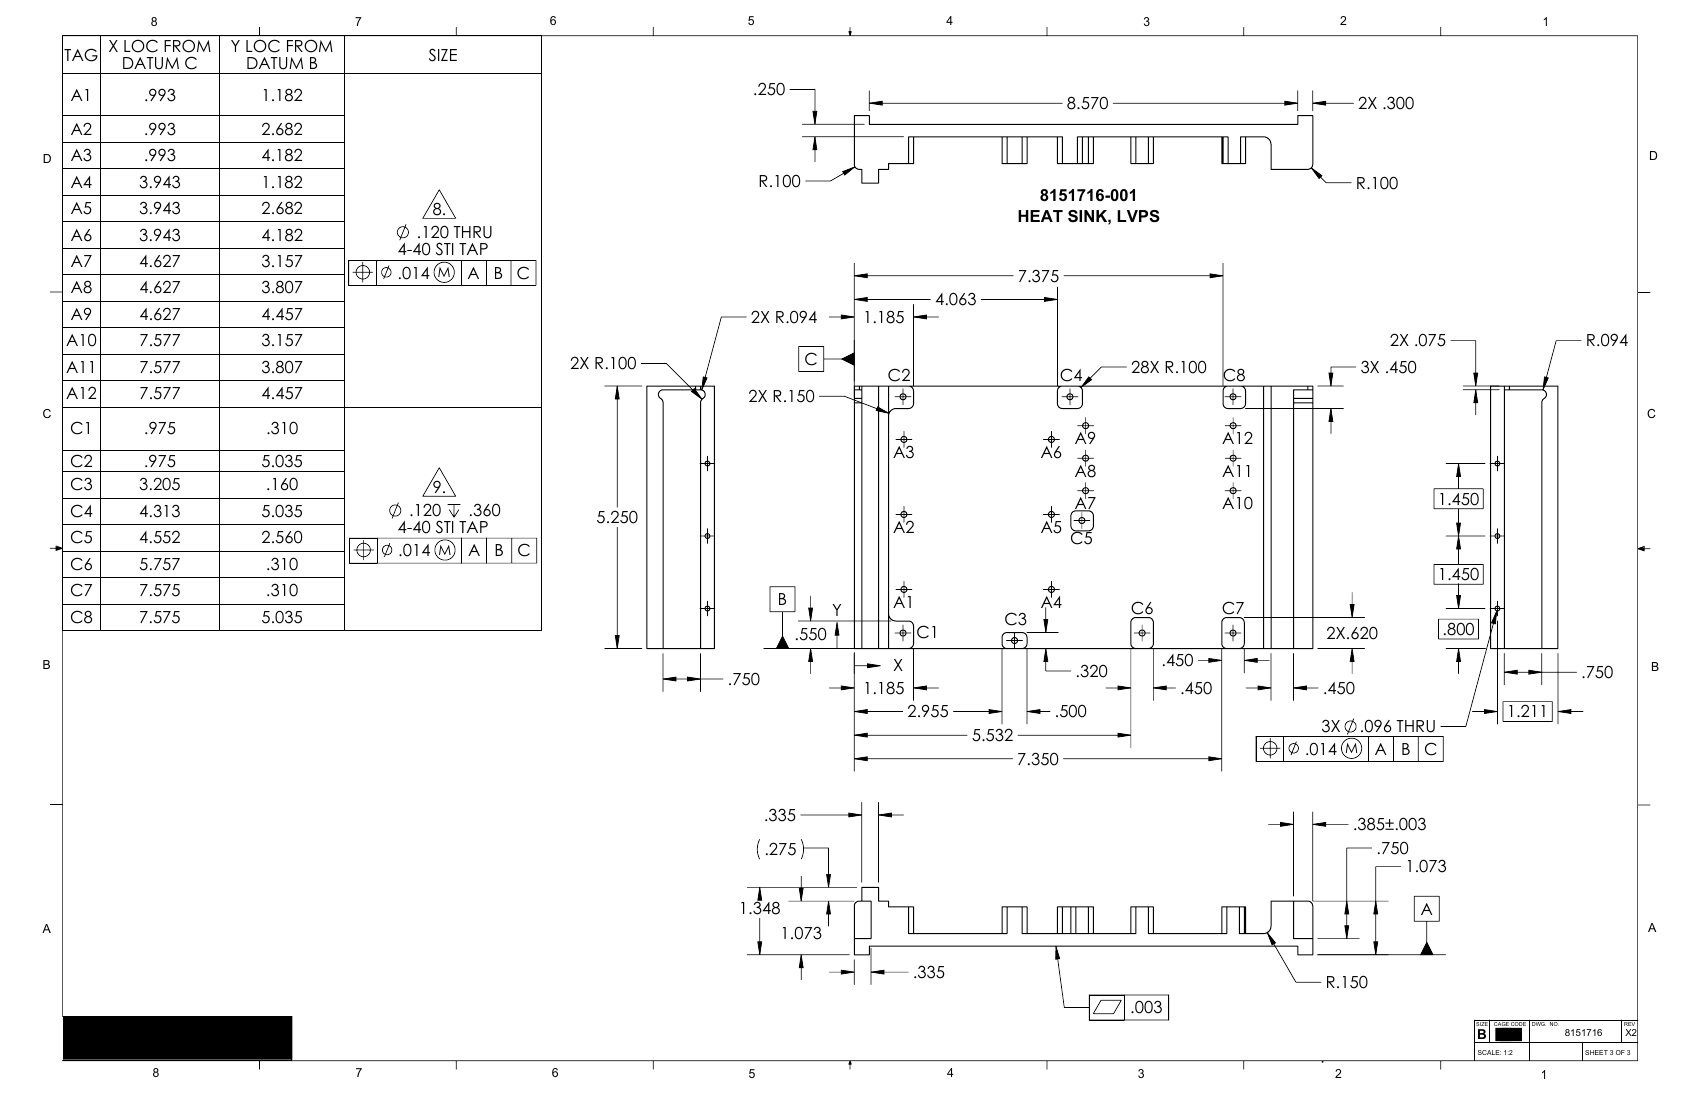 8 7 6 5 4 3 2 1
TAG X LOC FROM DATUM C Y LOC FROM DATUM B SIZE
A1 .993 1.182
A2 .993 2.682
A3 .993 4.182
A4 3.943 1.182
A5 3.943 2.682
A6 3.943 4.182
A7 4.627 3.157
A8 4.627 3.807
A9 4.627 4.457
A10 7.577 3.157
A11 7.577 3.807
A12 7.577 4.457
8.
⌀ .120 THRU
4-40 STI TAP
⌖ ⌀ .014 Ⓜ A B C
C1 .975 .310
C2 .975 5.035
C3 3.205 .160
C4 4.313 5.035
C5 4.552 2.560
C6 5.757 .310
C7 7.575 .310
C8 7.575 5.035
9.
⌀ .120 ↧ .360
4-40 STI TAP
⌖ ⌀ .014 Ⓜ A B C
D
C
B
A
.250
8.570
2X .300
R.100
R.100
8151716-001
HEAT SINK, LVPS
7.375
4.063
2X R.094
1.185
C
2X R.100
2X R.150
C2
C4
28X R.100
C8
3X .450
A9
A12
A3
A6
A8
A11
A7
A10
A2
A5
C5
5.250
B
A1
A4
Y
.550
C1
C3
C6
C7
2X.620
X
.320
.450
.750
1.185
.450
.450
2.955
.500
5.532
7.350
2X .075
R.094
1.450
1.450
.800
.750
1.211
3X ⌀ .096 THRU
⌖ ⌀ .014 Ⓜ A B C
.335
.385±.003
(.275)
.750
1.073
1.348
1.073
A
.335
R.150
⏥ .003
D
C
B
A
SIZE
B
CAGE CODE
DWG. NO.
8151716
REV
X2
SCALE: 1:2
SHEET 3 OF 3
8 7 6 5 4 3 2 1